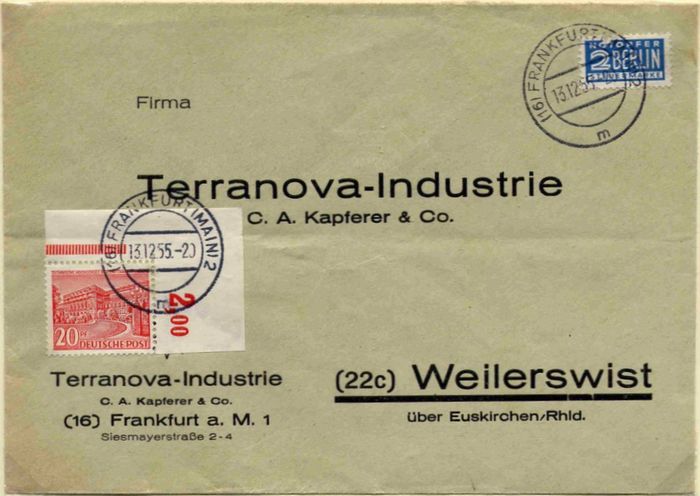 (16) FRANKFURT(M
NOTOPFER
2 BERLIN
STEUERMARKE
13.12.55.
m
Firma
Terranova-Industrie
C. A. Kapferer & Co.
(16) FRANKFURT(MAIN) 2
13.12.55.-20
2,00
20 PF
DEUTSCHE POST
Terranova-Industrie
C. A. Kapferer & Co.
(16) Frankfurt a. M. 1
Siesmayerstraße 2-4
(22c) Weilerswist
über Euskirchen/Rhld.